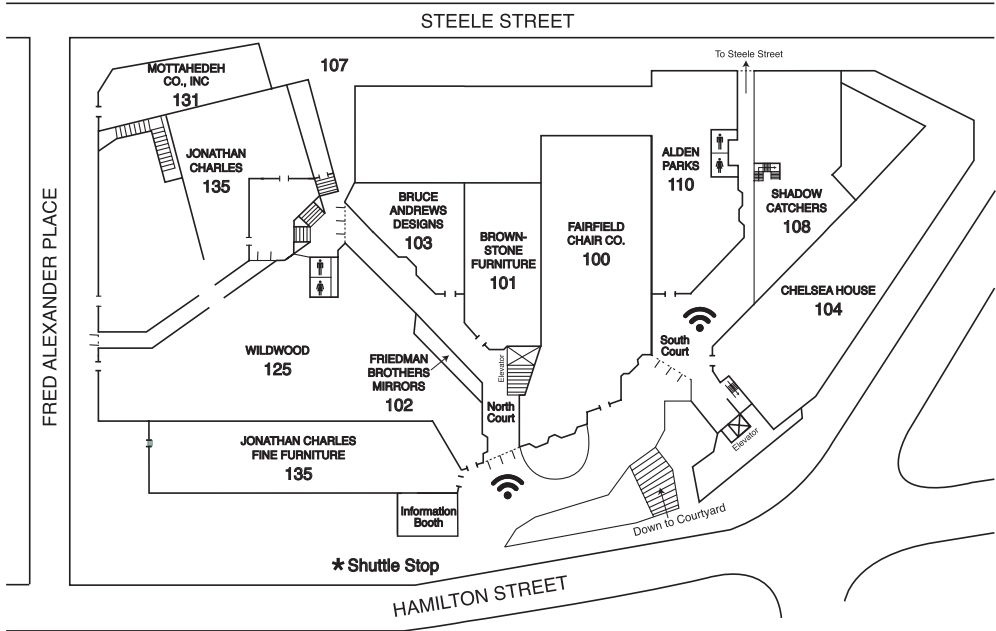 STEELE STREET
To Steele Street
MOTTAHEDEH
CO., INC
131
107
JONATHAN
CHARLES
135
ALDEN
PARKS
110
BRUCE
ANDREWS
DESIGNS
103
SHADOW
CATCHERS
108
BROWN-
STONE
FURNITURE
101
FAIRFIELD
CHAIR CO.
100
CHELSEA HOUSE
104
FRED ALEXANDER PLACE
South
Court
WILDWOOD
125
FRIEDMAN
BROTHERS
MIRRORS
102
Elevator
North
Court
JONATHAN CHARLES
FINE FURNITURE
135
Elevator
Information
Booth
Down to Courtyard
* Shuttle Stop
HAMILTON STREET